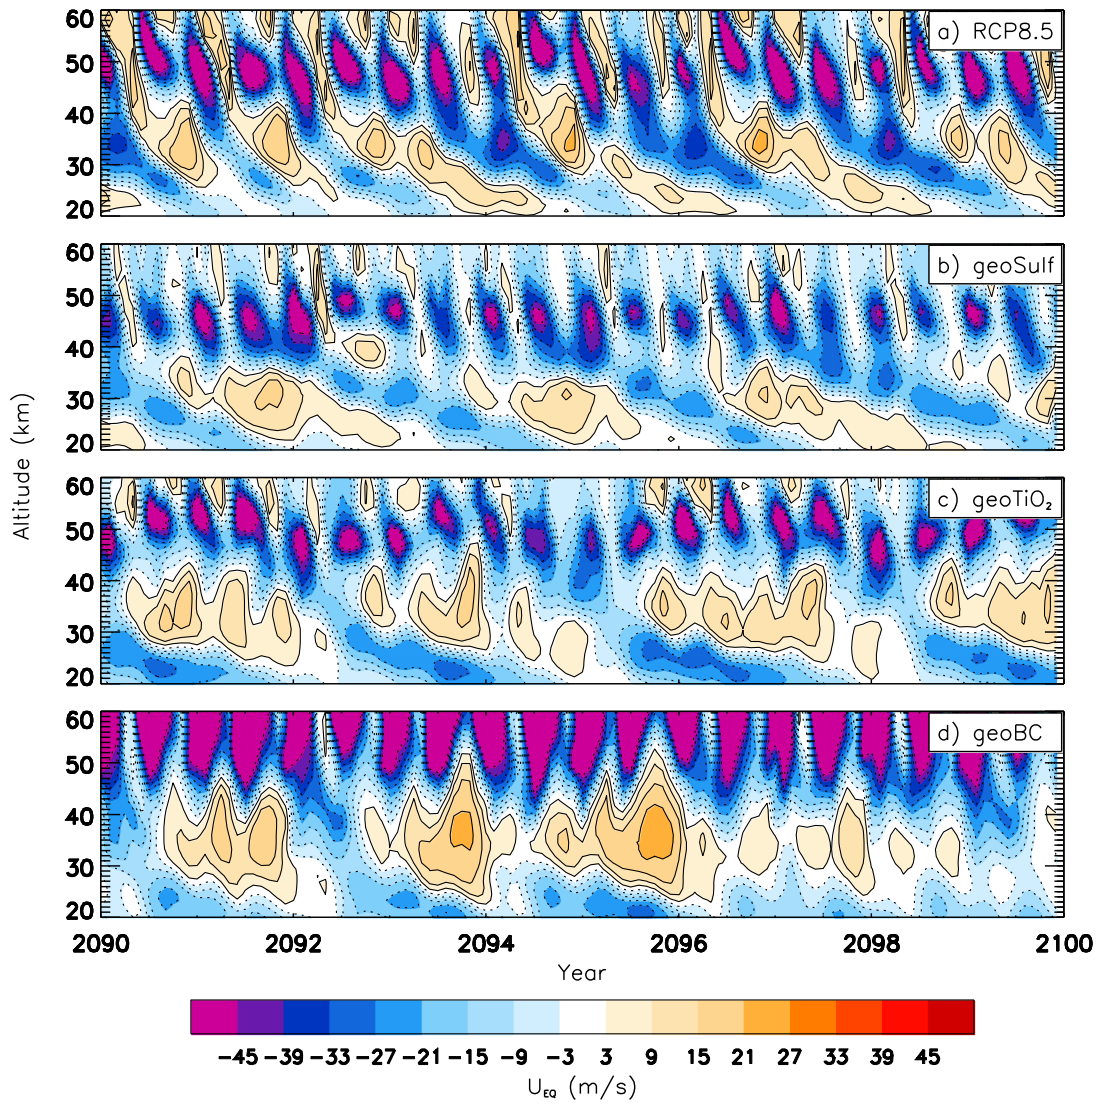 60
50
40
30
20
a) RCP8.5
60
50
40
30
20
b) geoSulf
60
50
40
30
20
c) geoTiO₂
60
50
40
30
20
d) geoBC
Altitude (km)
2090 2092 2094 2096 2098 2100
Year
−45 −39 −33 −27 −21 −15 −9 −3 3 9 15 21 27 33 39 45
U_EQ (m/s)